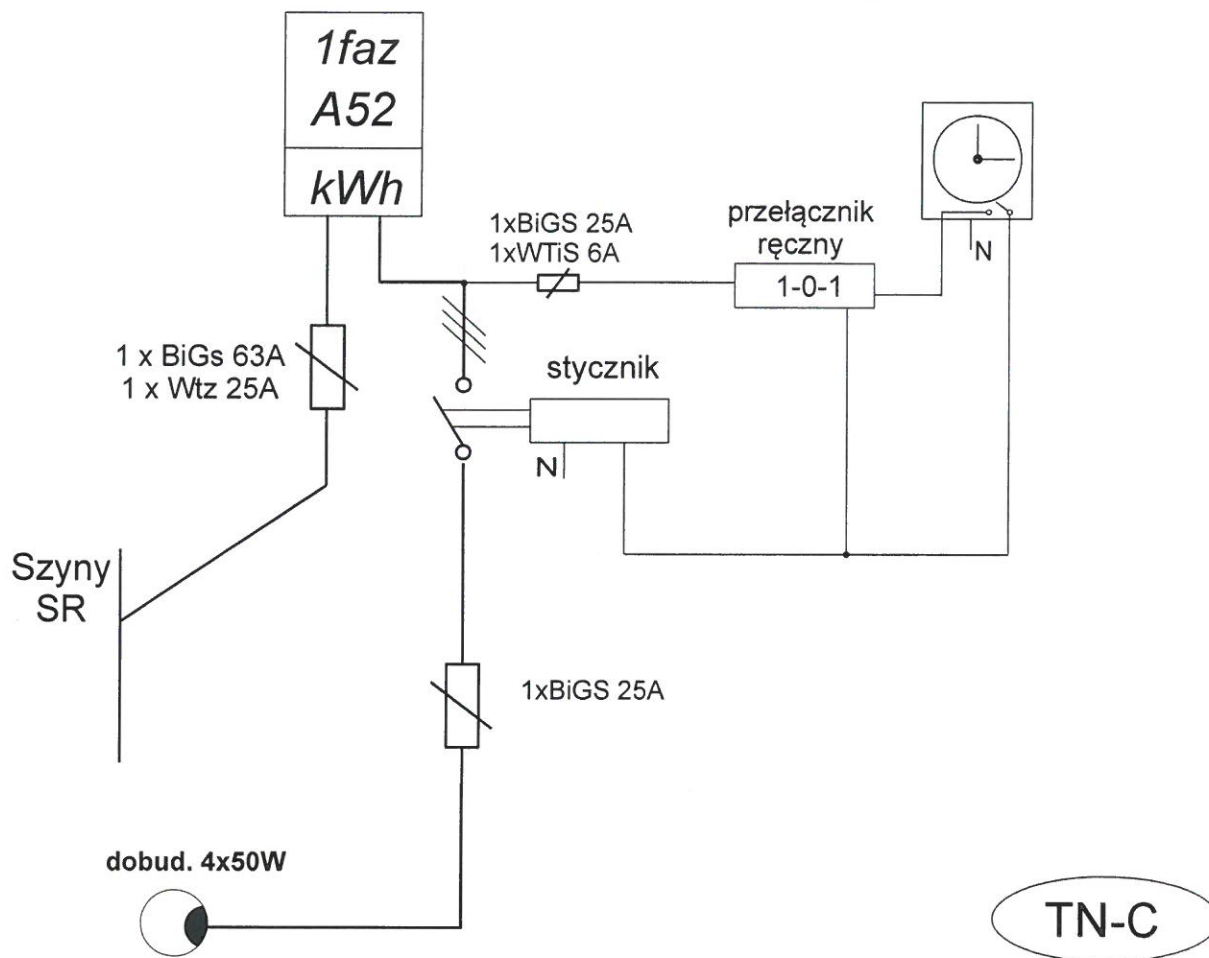 1faz
A52
kWh
1xBiGS 25A
1xWTiS 6A
przełącznik
ręczny
1-0-1
N
1 x BiGs 63A
1 x Wtz 25A
stycznik
N
Szyny
SR
1xBiGS 25A
dobud. 4x50W
TN-C